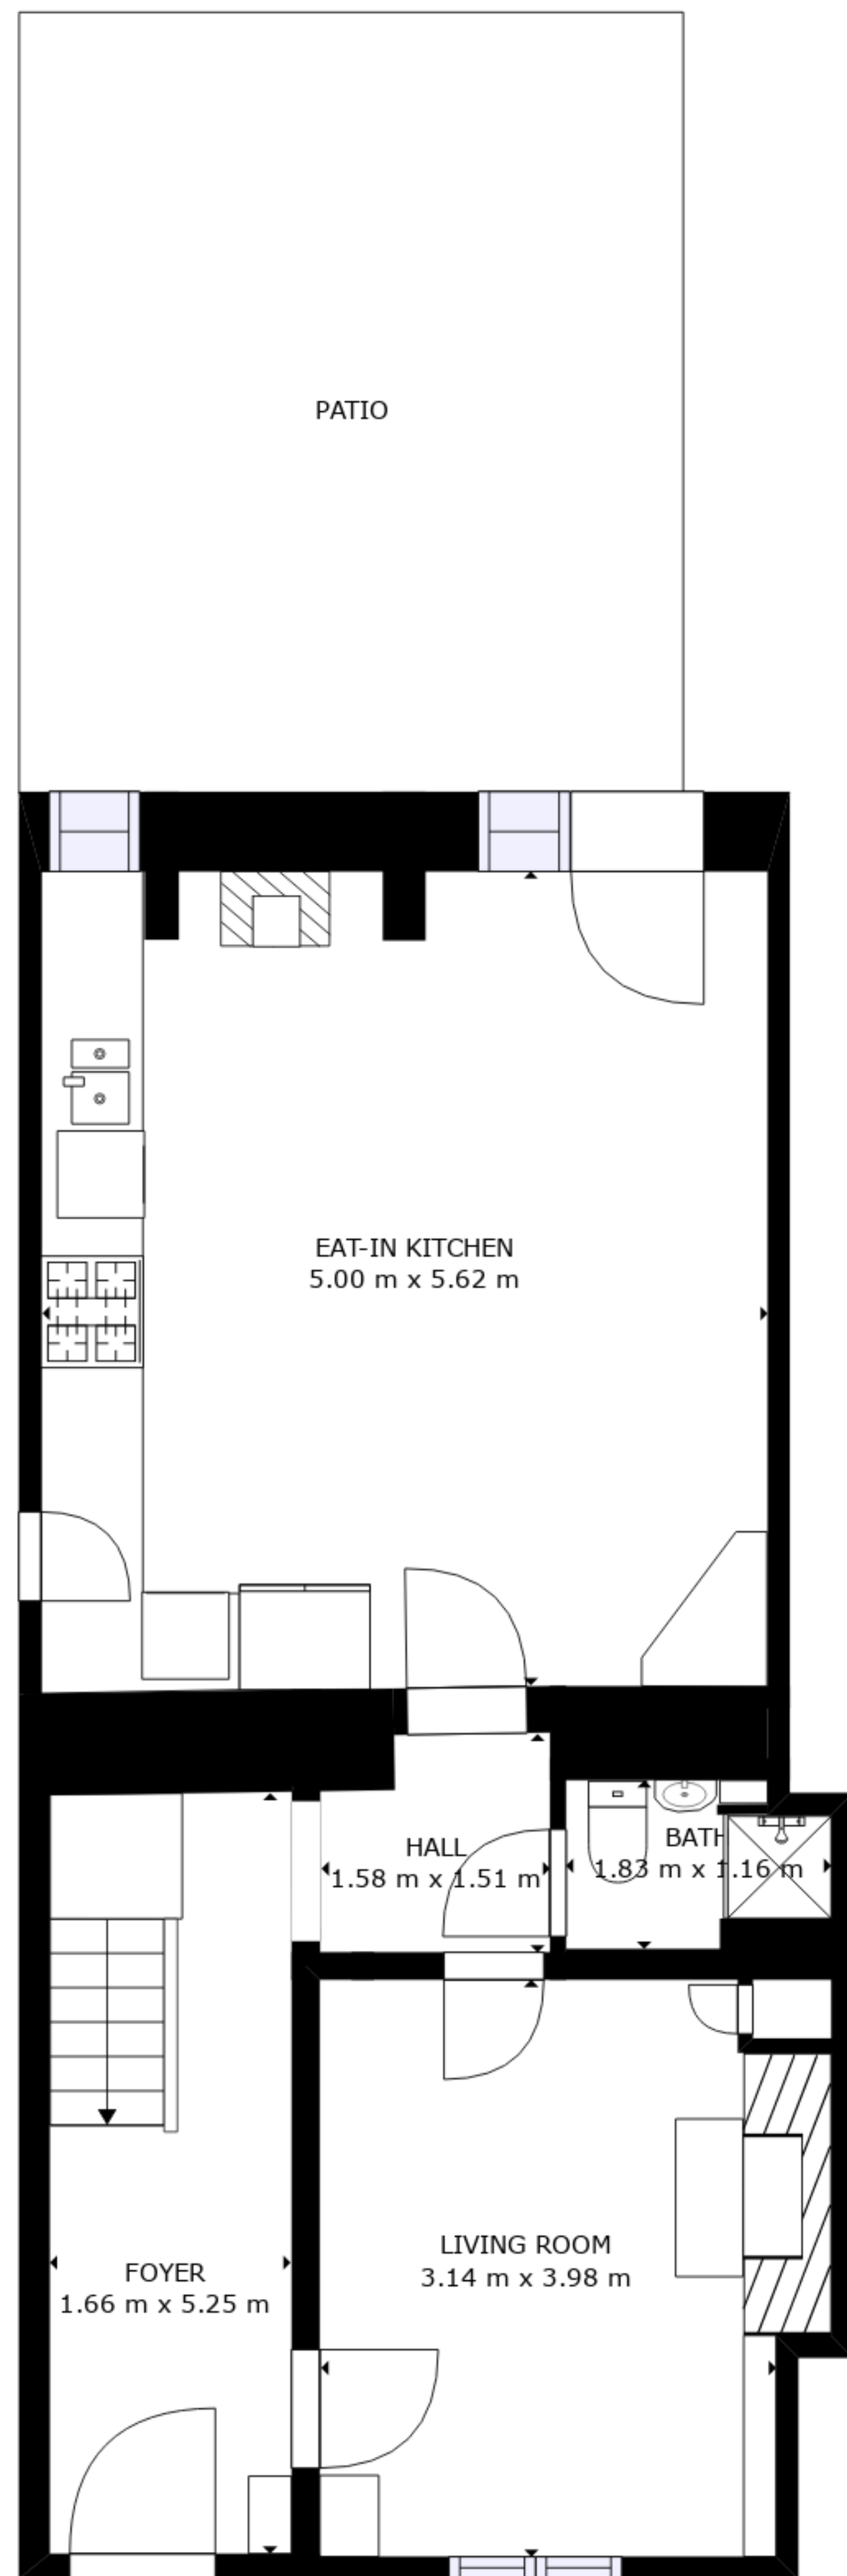 PATIO
EAT-IN KITCHEN
5.00 m x 5.62 m
HALL
1.58 m x 1.51 m
BATH
1.83 m x 1.16 m
LIVING ROOM
3.14 m x 3.98 m
FOYER
1.66 m x 5.25 m